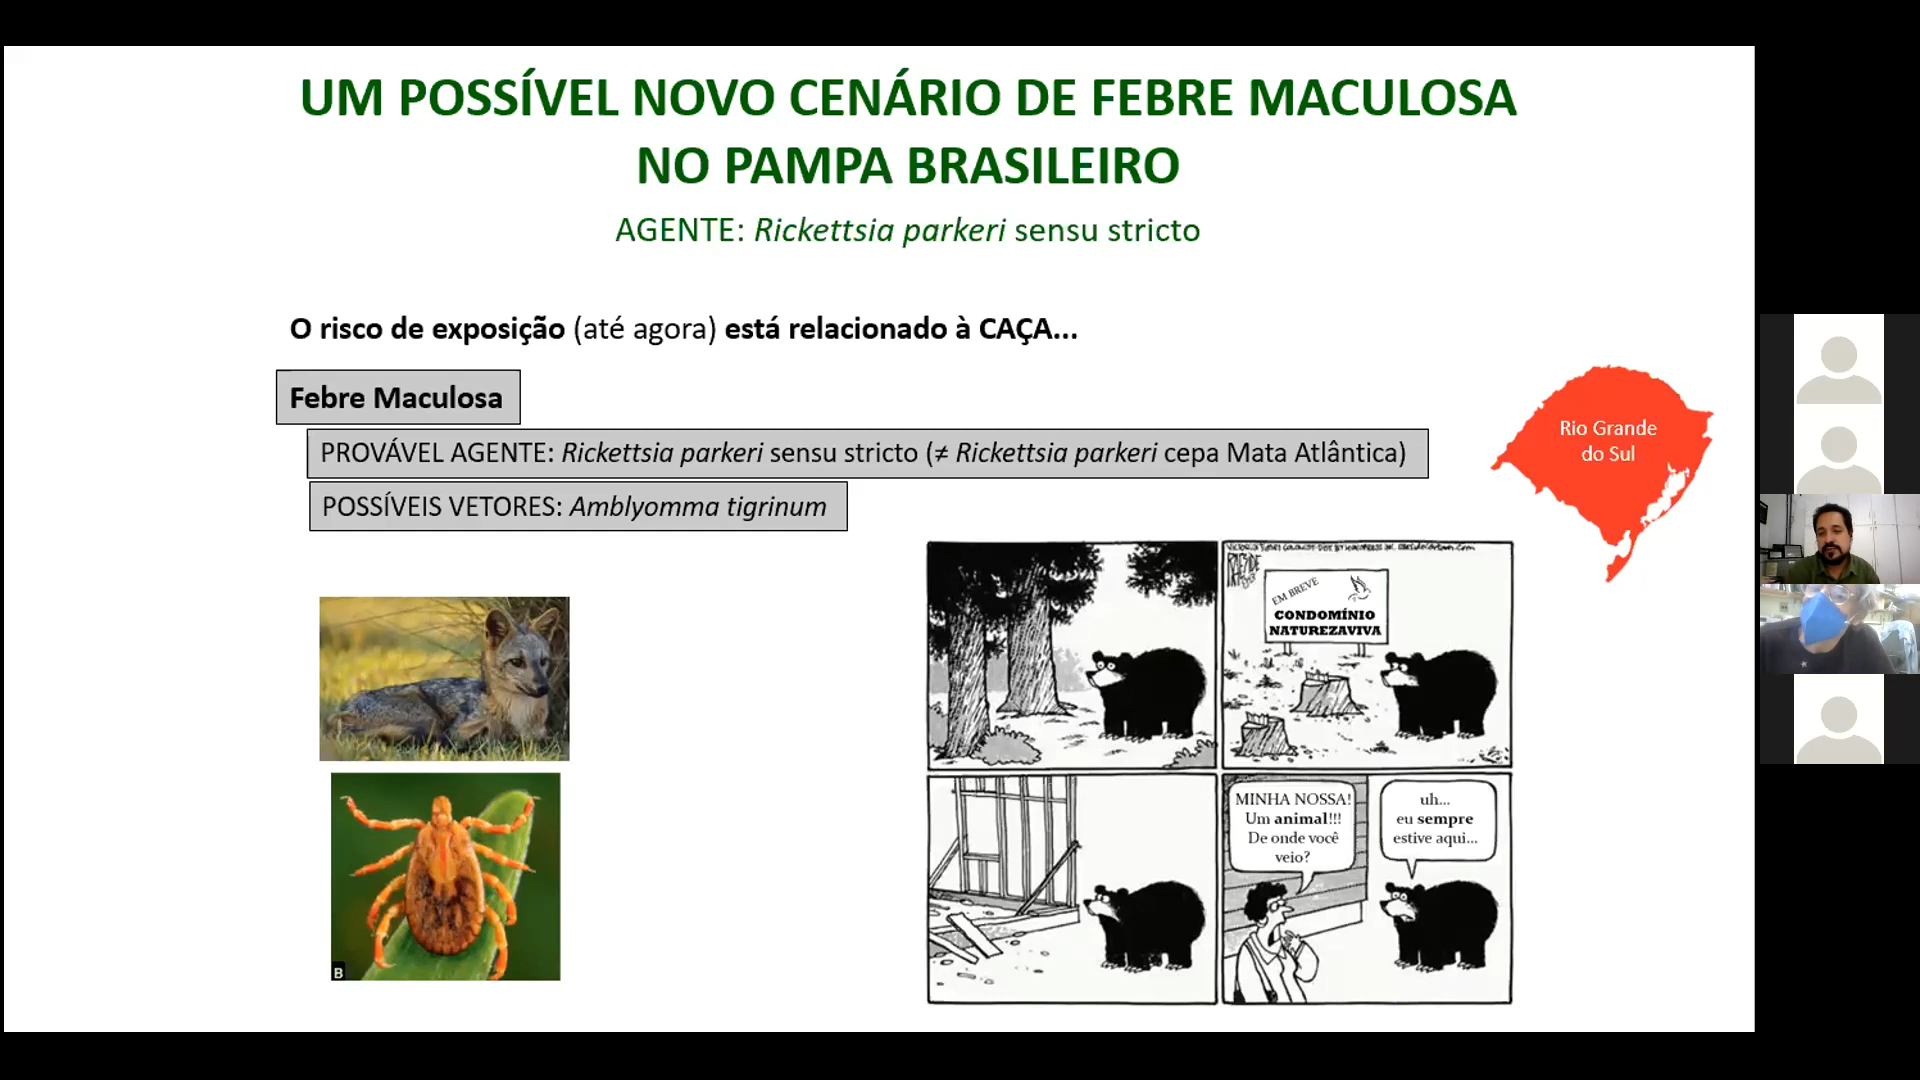 UM POSSÍVEL NOVO CENÁRIO DE FEBRE MACULOSA
NO PAMPA BRASILEIRO
AGENTE: Rickettsia parkeri sensu stricto
O risco de exposição (até agora) está relacionado à CAÇA...
Febre Maculosa
PROVÁVEL AGENTE: Rickettsia parkeri sensu stricto (≠ Rickettsia parkeri cepa Mata Atlântica)
POSSÍVEIS VETORES: Amblyomma tigrinum
Rio Grande
do Sul
EM BREVE
CONDOMÍNIO
NATUREZAVIVA
MINHA NOSSA!
Um animal!!!
De onde você
veio?
uh...
eu sempre
estive aqui...
B